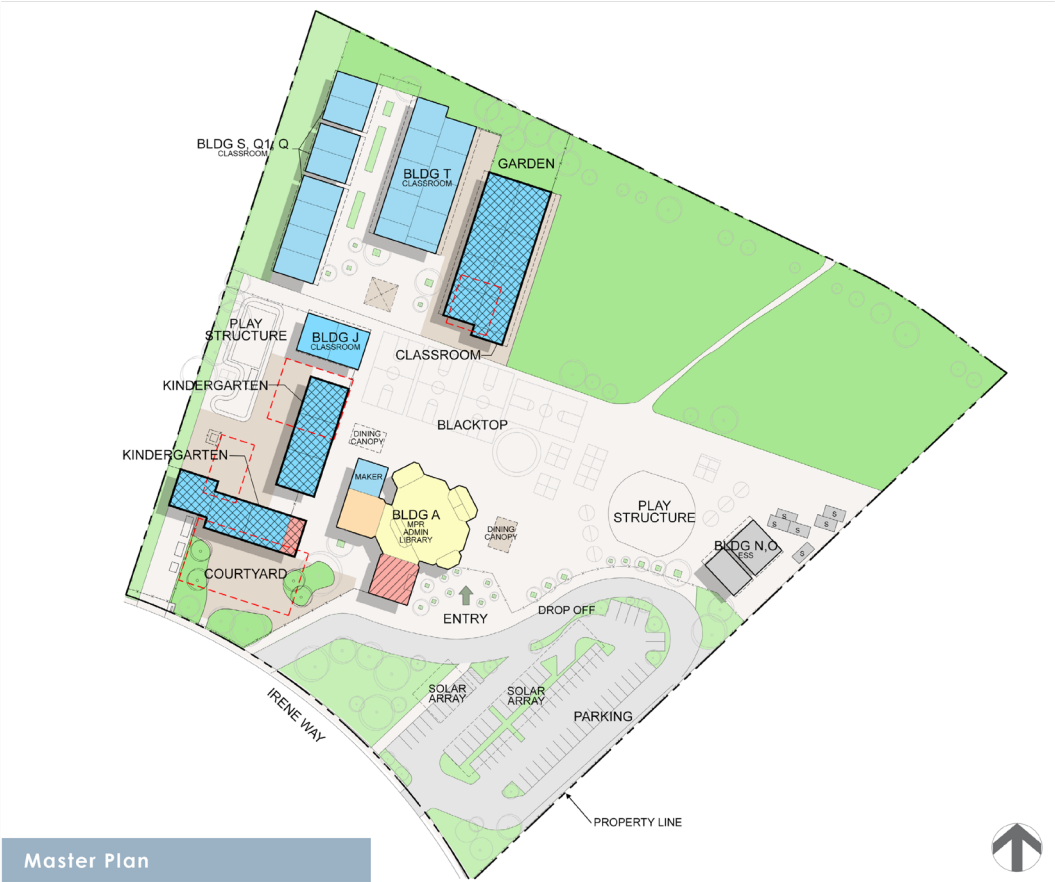 BLDG S, Q1, Q
CLASSROOM
BLDG T
CLASSROOM
GARDEN
PLAY
STRUCTURE
BLDG J
CLASSROOM
CLASSROOM
KINDERGARTEN
BLACKTOP
DINING
CANOPY
KINDERGARTEN
MAKER
BLDG A
MPR
ADMIN
LIBRARY
DINING
CANOPY
PLAY
STRUCTURE
S
S
S
S
S
S
BLDG N,O
ESS
COURTYARD
ENTRY
DROP OFF
SOLAR
ARRAY
SOLAR
ARRAY
PARKING
IRENE WAY
PROPERTY LINE
Master Plan